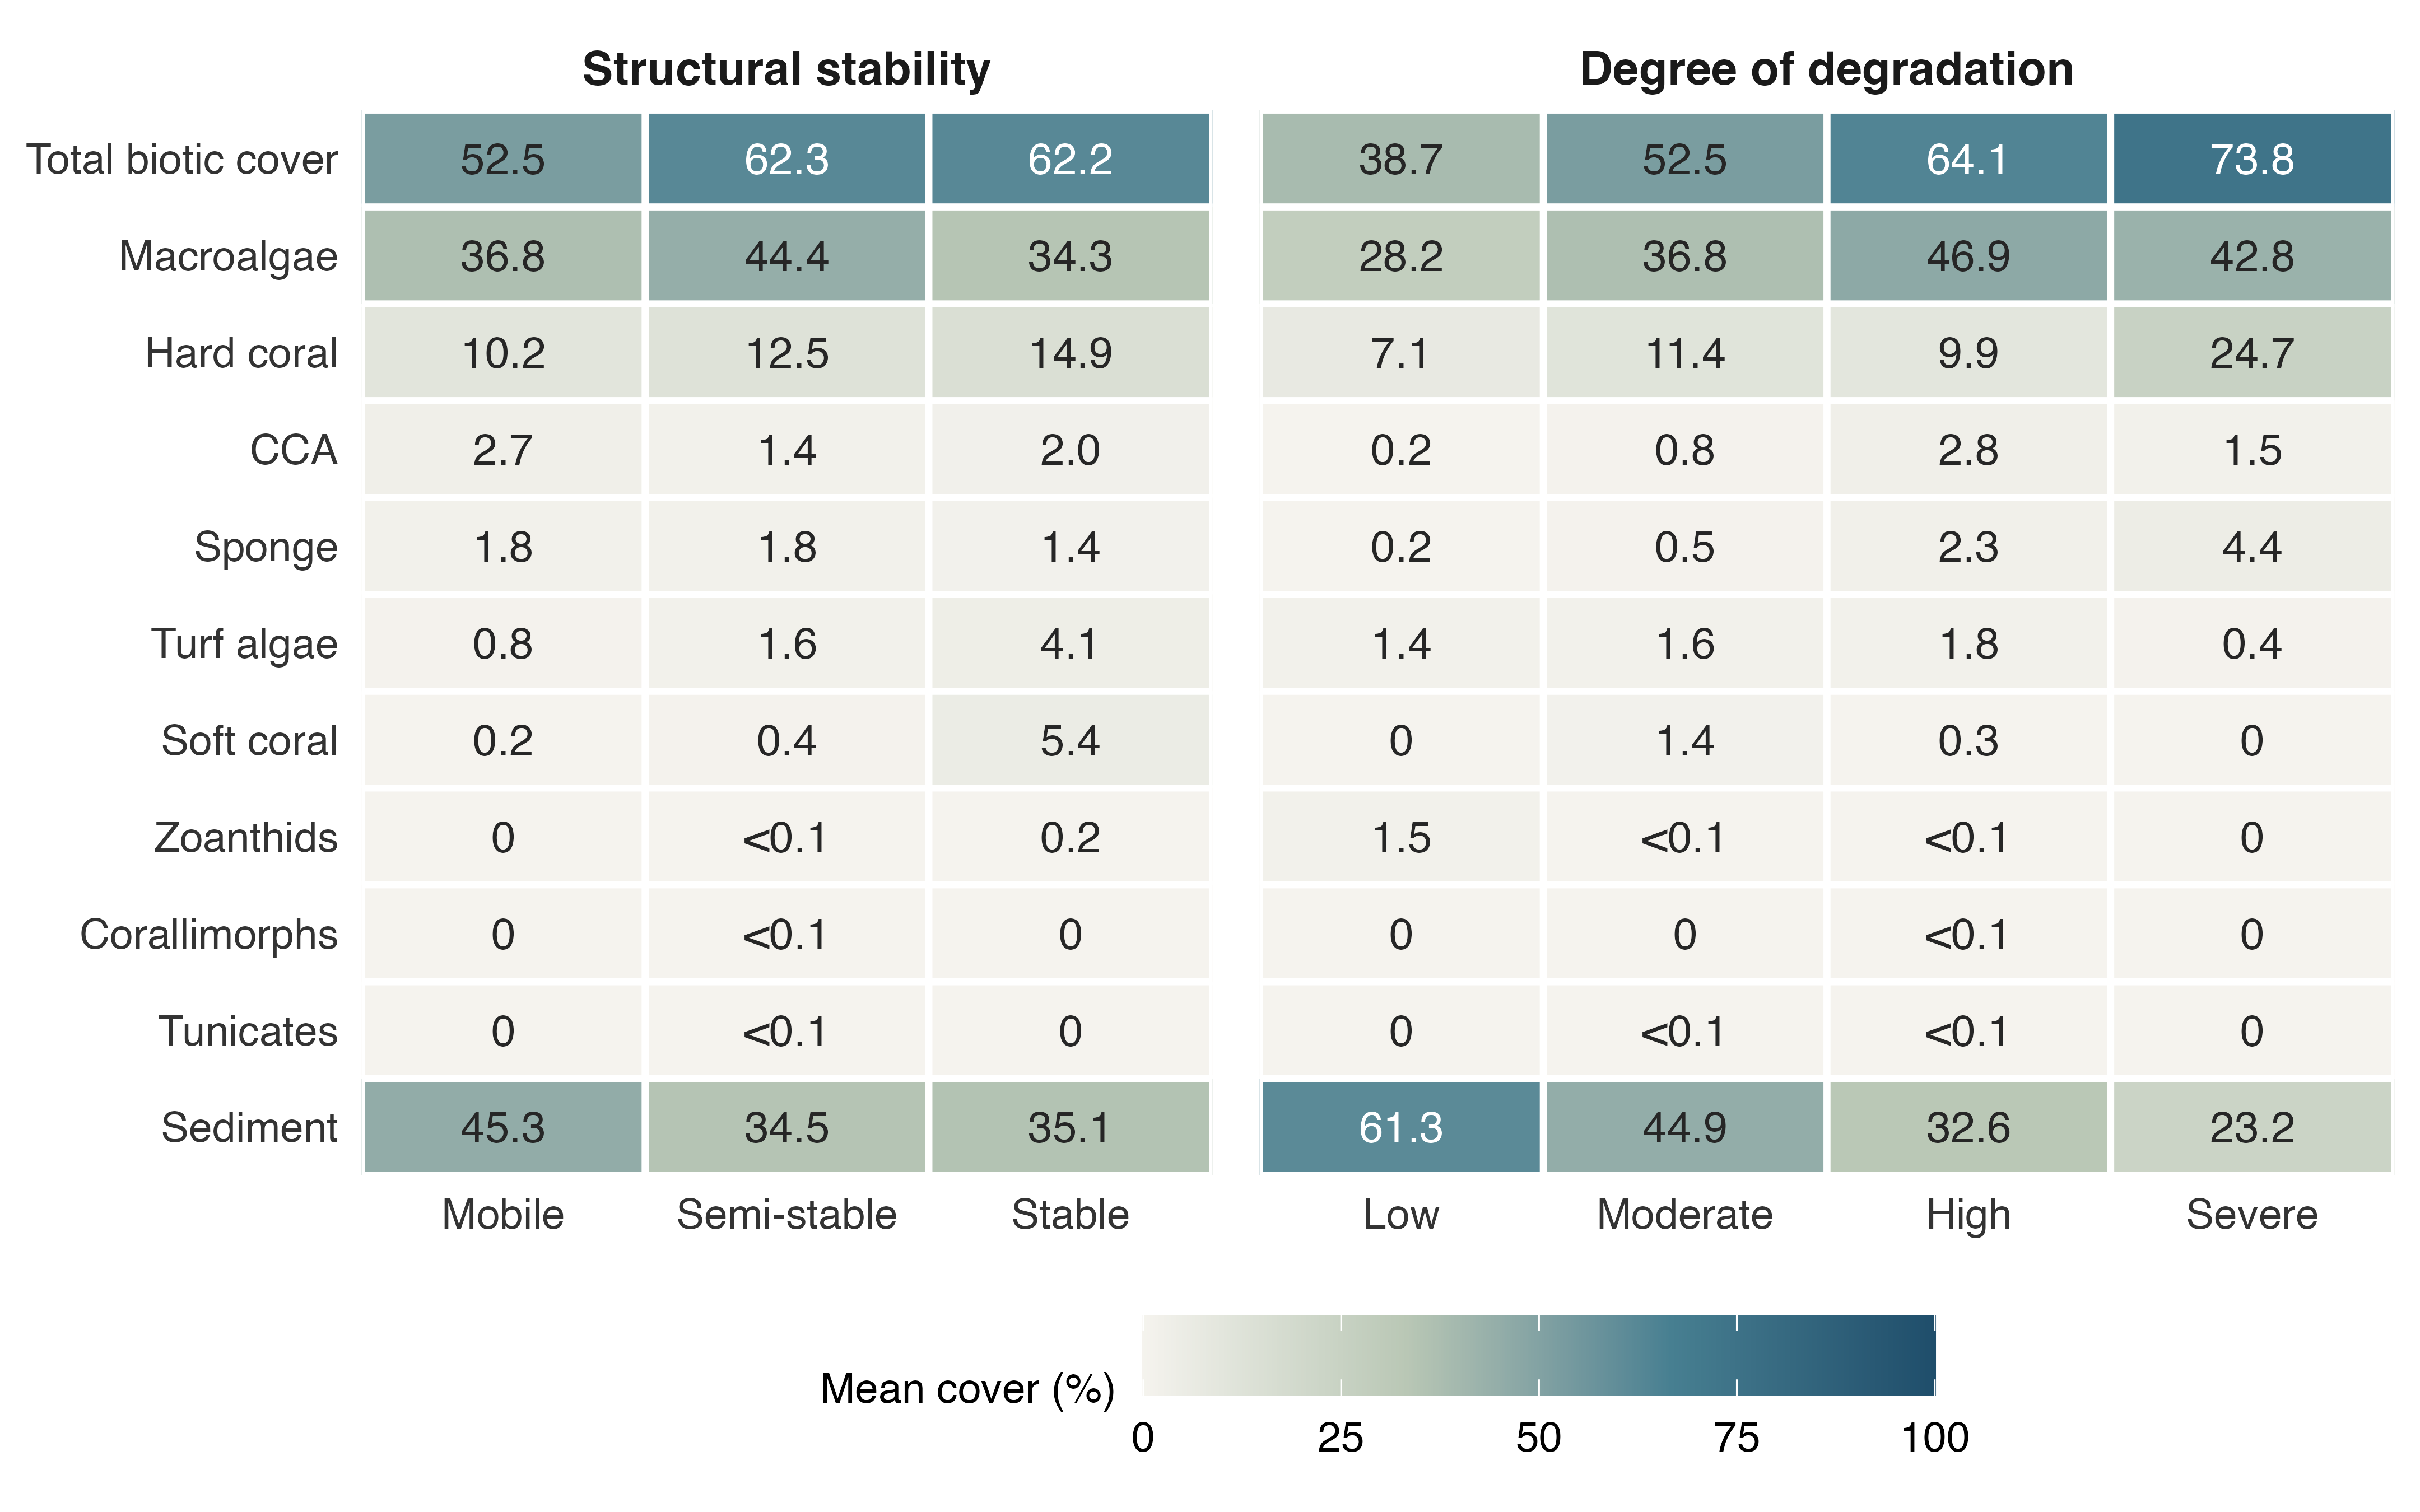 Structural stability Degree of degradation
Total biotic cover 52.5 62.3 62.2 38.7 52.5 64.1 73.8
Macroalgae 36.8 44.4 34.3 28.2 36.8 46.9 42.8
Hard coral 10.2 12.5 14.9 7.1 11.4 9.9 24.7
CCA 2.7 1.4 2.0 0.2 0.8 2.8 1.5
Sponge 1.8 1.8 1.4 0.2 0.5 2.3 4.4
Turf algae 0.8 1.6 4.1 1.4 1.6 1.8 0.4
Soft coral 0.2 0.4 5.4 0 1.4 0.3 0
Zoanthids 0 <0.1 0.2 1.5 <0.1 <0.1 0
Corallimorphs 0 <0.1 0 0 0 <0.1 0
Tunicates 0 <0.1 0 0 <0.1 <0.1 0
Sediment 45.3 34.5 35.1 61.3 44.9 32.6 23.2
Mobile Semi-stable Stable Low Moderate High Severe
Mean cover (%)
0 25 50 75 100